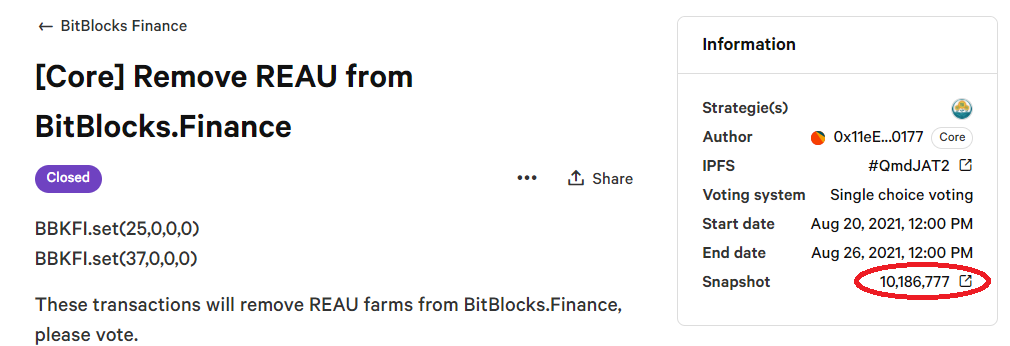 ← BitBlocks Finance
[Core] Remove REAU from
BitBlocks.Finance
Closed
••• Share
BBKFI.set(25,0,0,0)
BBKFI.set(37,0,0,0)
These transactions will remove REAU farms from BitBlocks.Finance,
please vote.
Information
Strategie(s)
Author 0x11eE...0177 Core
IPFS #QmdJAT2
Voting system Single choice voting
Start date Aug 20, 2021, 12:00 PM
End date Aug 26, 2021, 12:00 PM
Snapshot 10,186,777